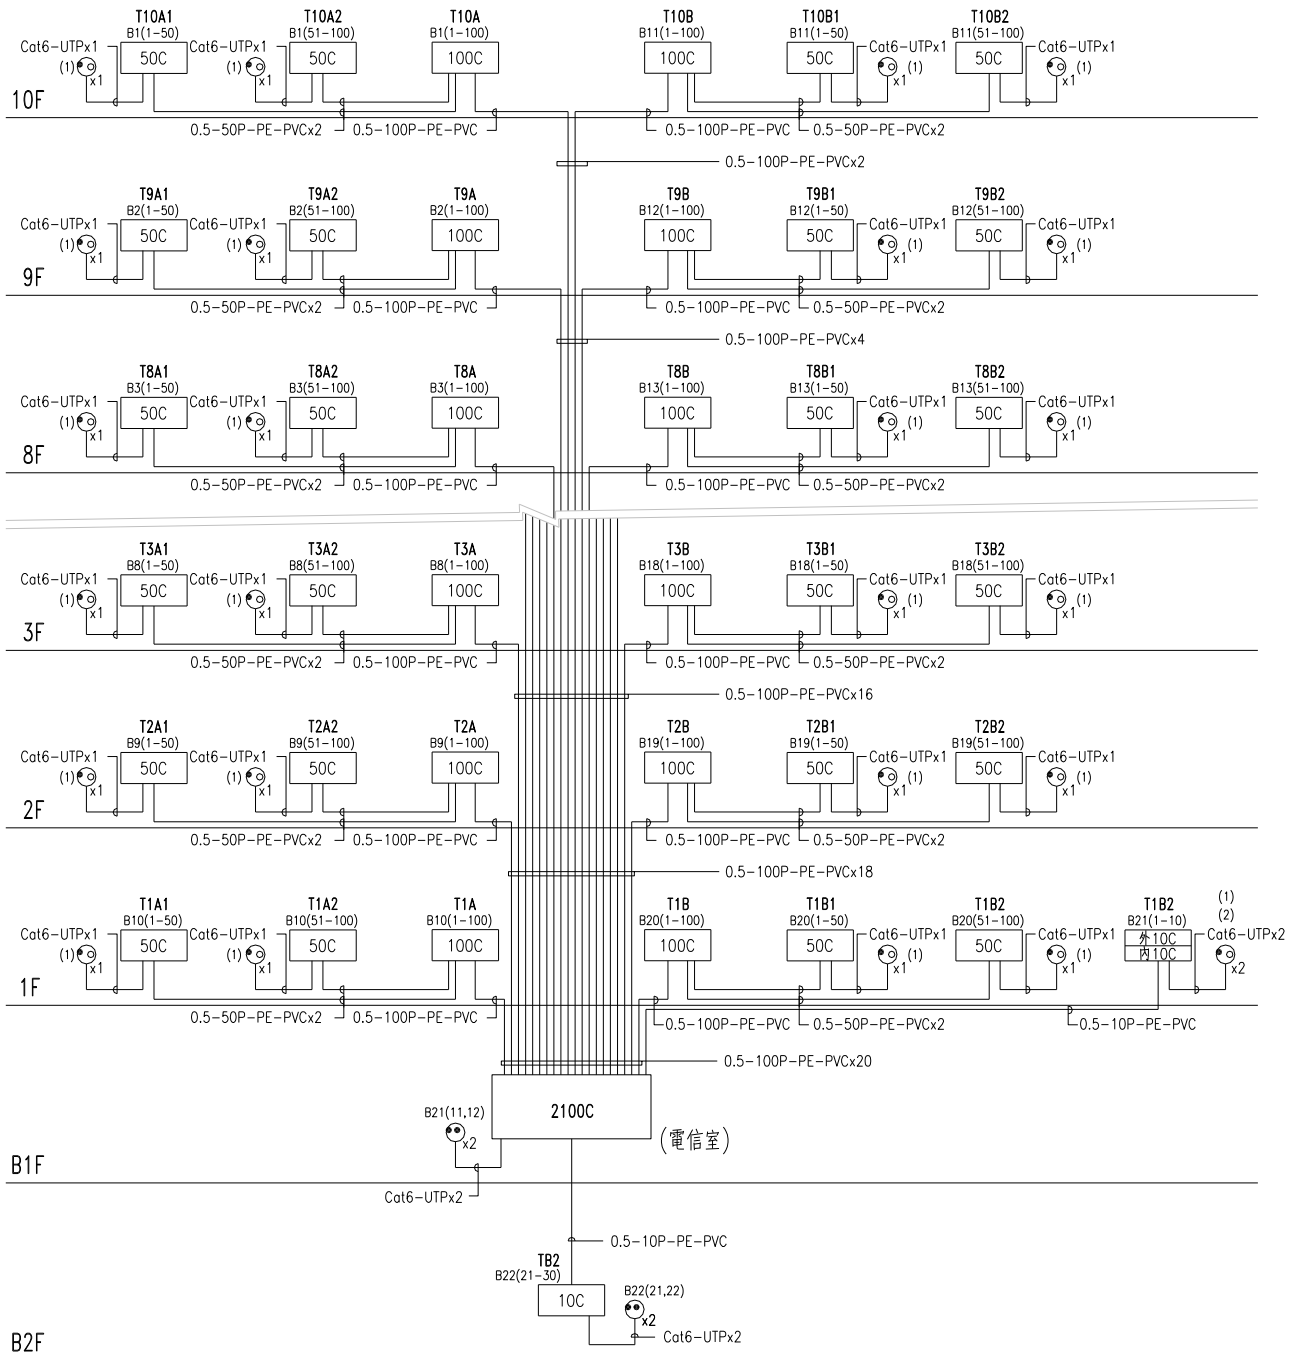 T10A1 T10A2 T10A T10B T10B1 T10B2
B1(1-50) B1(51-100) B1(1-100) B11(1-100) B11(1-50) B11(51-100)
Cat6-UTPx1 50C Cat6-UTPx1 50C 100C 100C 50C Cat6-UTPx1 50C Cat6-UTPx1
(1) x1 (1) x1 x1 (1) x1 (1)
10F
0.5-50P-PE-PVCx2 0.5-100P-PE-PVC 0.5-100P-PE-PVC 0.5-50P-PE-PVCx2
0.5-100P-PE-PVCx2
T9A1 T9A2 T9A T9B T9B1 T9B2
B2(1-50) B2(51-100) B2(1-100) B12(1-100) B12(1-50) B12(51-100)
Cat6-UTPx1 50C Cat6-UTPx1 50C 100C 100C 50C Cat6-UTPx1 50C Cat6-UTPx1
(1) x1 (1) x1 x1 (1) x1 (1)
9F
0.5-50P-PE-PVCx2 0.5-100P-PE-PVC 0.5-100P-PE-PVC 0.5-50P-PE-PVCx2
0.5-100P-PE-PVCx4
T8A1 T8A2 T8A T8B T8B1 T8B2
B3(1-50) B3(51-100) B3(1-100) B13(1-100) B13(1-50) B13(51-100)
Cat6-UTPx1 50C Cat6-UTPx1 50C 100C 100C 50C Cat6-UTPx1 50C Cat6-UTPx1
(1) x1 (1) x1 x1 (1) x1 (1)
8F
0.5-50P-PE-PVCx2 0.5-100P-PE-PVC 0.5-100P-PE-PVC 0.5-50P-PE-PVCx2
T3A1 T3A2 T3A T3B T3B1 T3B2
B8(1-50) B8(51-100) B8(1-100) B18(1-100) B18(1-50) B18(51-100)
Cat6-UTPx1 50C Cat6-UTPx1 50C 100C 100C 50C Cat6-UTPx1 50C Cat6-UTPx1
(1) x1 (1) x1 x1 (1) x1 (1)
3F
0.5-50P-PE-PVCx2 0.5-100P-PE-PVC 0.5-100P-PE-PVC 0.5-50P-PE-PVCx2
0.5-100P-PE-PVCx16
T2A1 T2A2 T2A T2B T2B1 T2B2
B9(1-50) B9(51-100) B9(1-100) B19(1-100) B19(1-50) B19(51-100)
Cat6-UTPx1 50C Cat6-UTPx1 50C 100C 100C 50C Cat6-UTPx1 50C Cat6-UTPx1
(1) x1 (1) x1 x1 (1) x1 (1)
2F
0.5-50P-PE-PVCx2 0.5-100P-PE-PVC 0.5-100P-PE-PVC 0.5-50P-PE-PVCx2
0.5-100P-PE-PVCx18
T1A1 T1A2 T1A T1B T1B1 T1B2 T1B2 (1)
B10(1-50) B10(51-100) B10(1-100) B20(1-100) B20(1-50) B20(51-100) B21(1-10) (2)
Cat6-UTPx1 50C Cat6-UTPx1 50C 100C 100C 50C Cat6-UTPx1 50C Cat6-UTPx1 外10C Cat6-UTPx2
(1) x1 (1) x1 x1 (1) x1 (1) 內10C x2
1F
0.5-50P-PE-PVCx2 0.5-100P-PE-PVC 0.5-100P-PE-PVC 0.5-50P-PE-PVCx2 0.5-10P-PE-PVC
0.5-100P-PE-PVCx20
B21(11,12) 2100C
x2 (電信室)
B1F
Cat6-UTPx2
0.5-10P-PE-PVC
TB2
B22(21-30) B22(21,22)
10C x2
Cat6-UTPx2
B2F